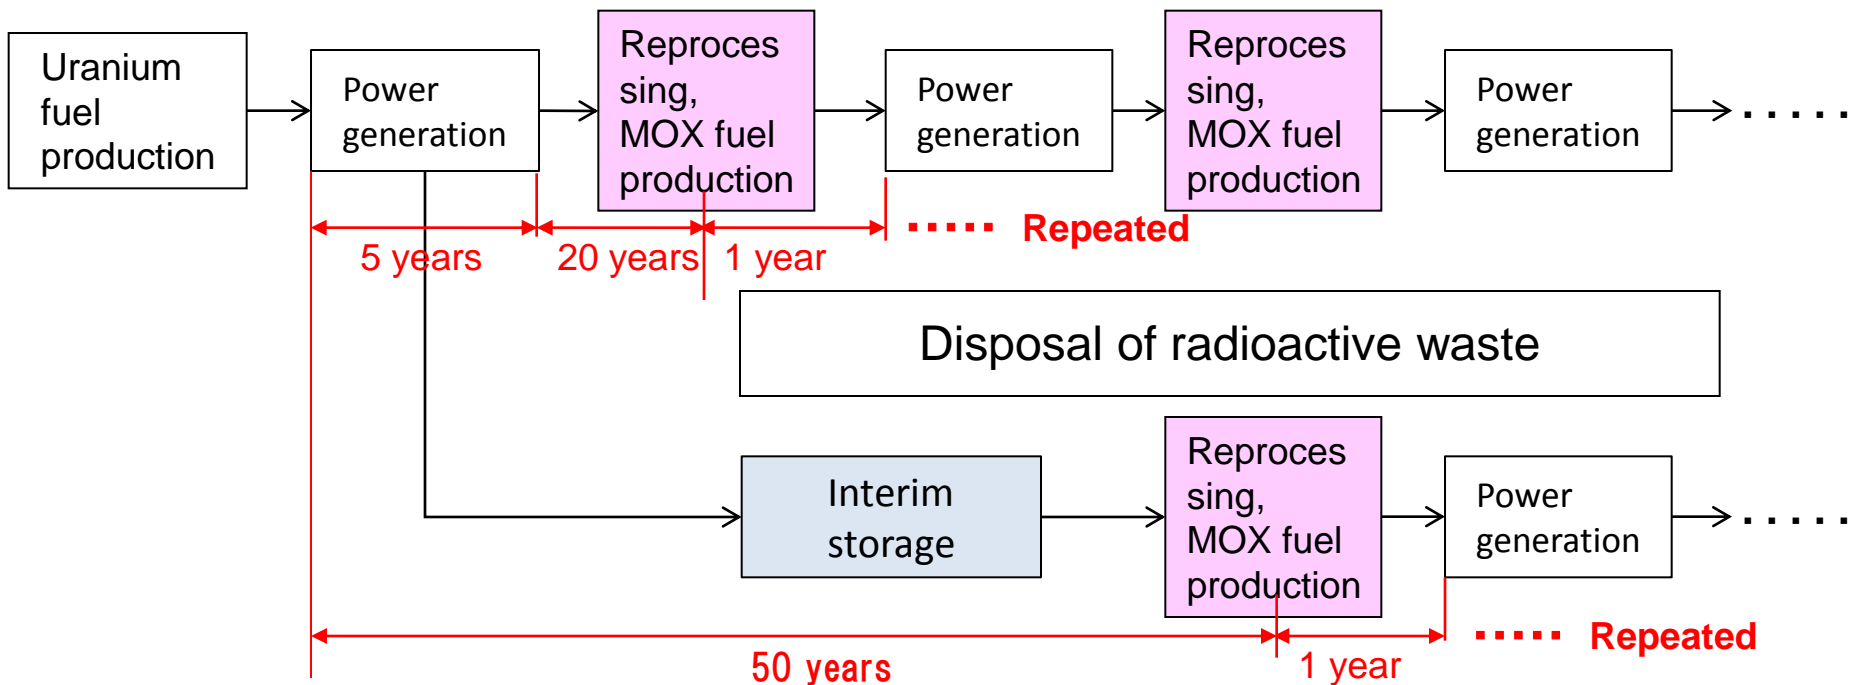 Uranium
fuel
production
Power
generation
Reproces
sing,
MOX fuel
production
Power
generation
Reproces
sing,
MOX fuel
production
Power
generation
.....
5 years
20 years
1 year
..... Repeated
Disposal of radioactive waste
Interim
storage
Reproces
sing,
MOX fuel
production
Power
generation
.....
50 years
1 year
..... Repeated